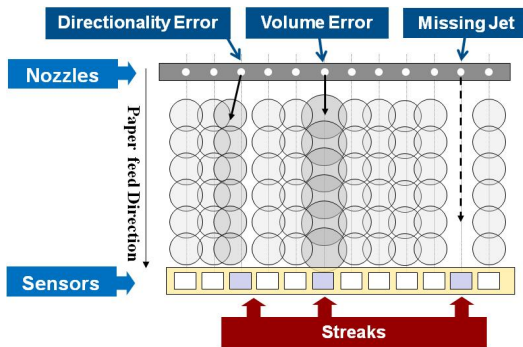 Directionality Error
Volume Error
Missing Jet
Nozzles
Paper feed Direction
Sensors
Streaks